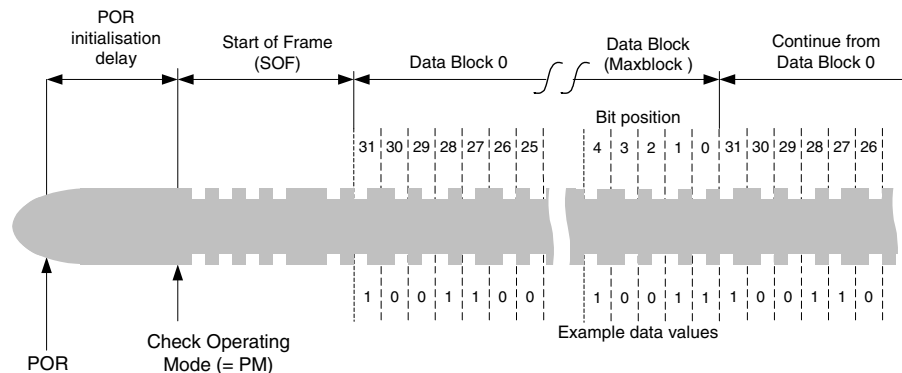 POR
initialisation
delay
Start of Frame
(SOF)
Data Block 0
Data Block
(Maxblock )
Continue from
Data Block 0
Bit position
31 30 29 28 27 26 25
4 3 2 1 0 31 30 29 28 27 26
1 0 0 1 1 0 0
1 0 0 1 1 1 0 0 1 1 0
Example data values
POR
Check Operating
Mode (= PM)